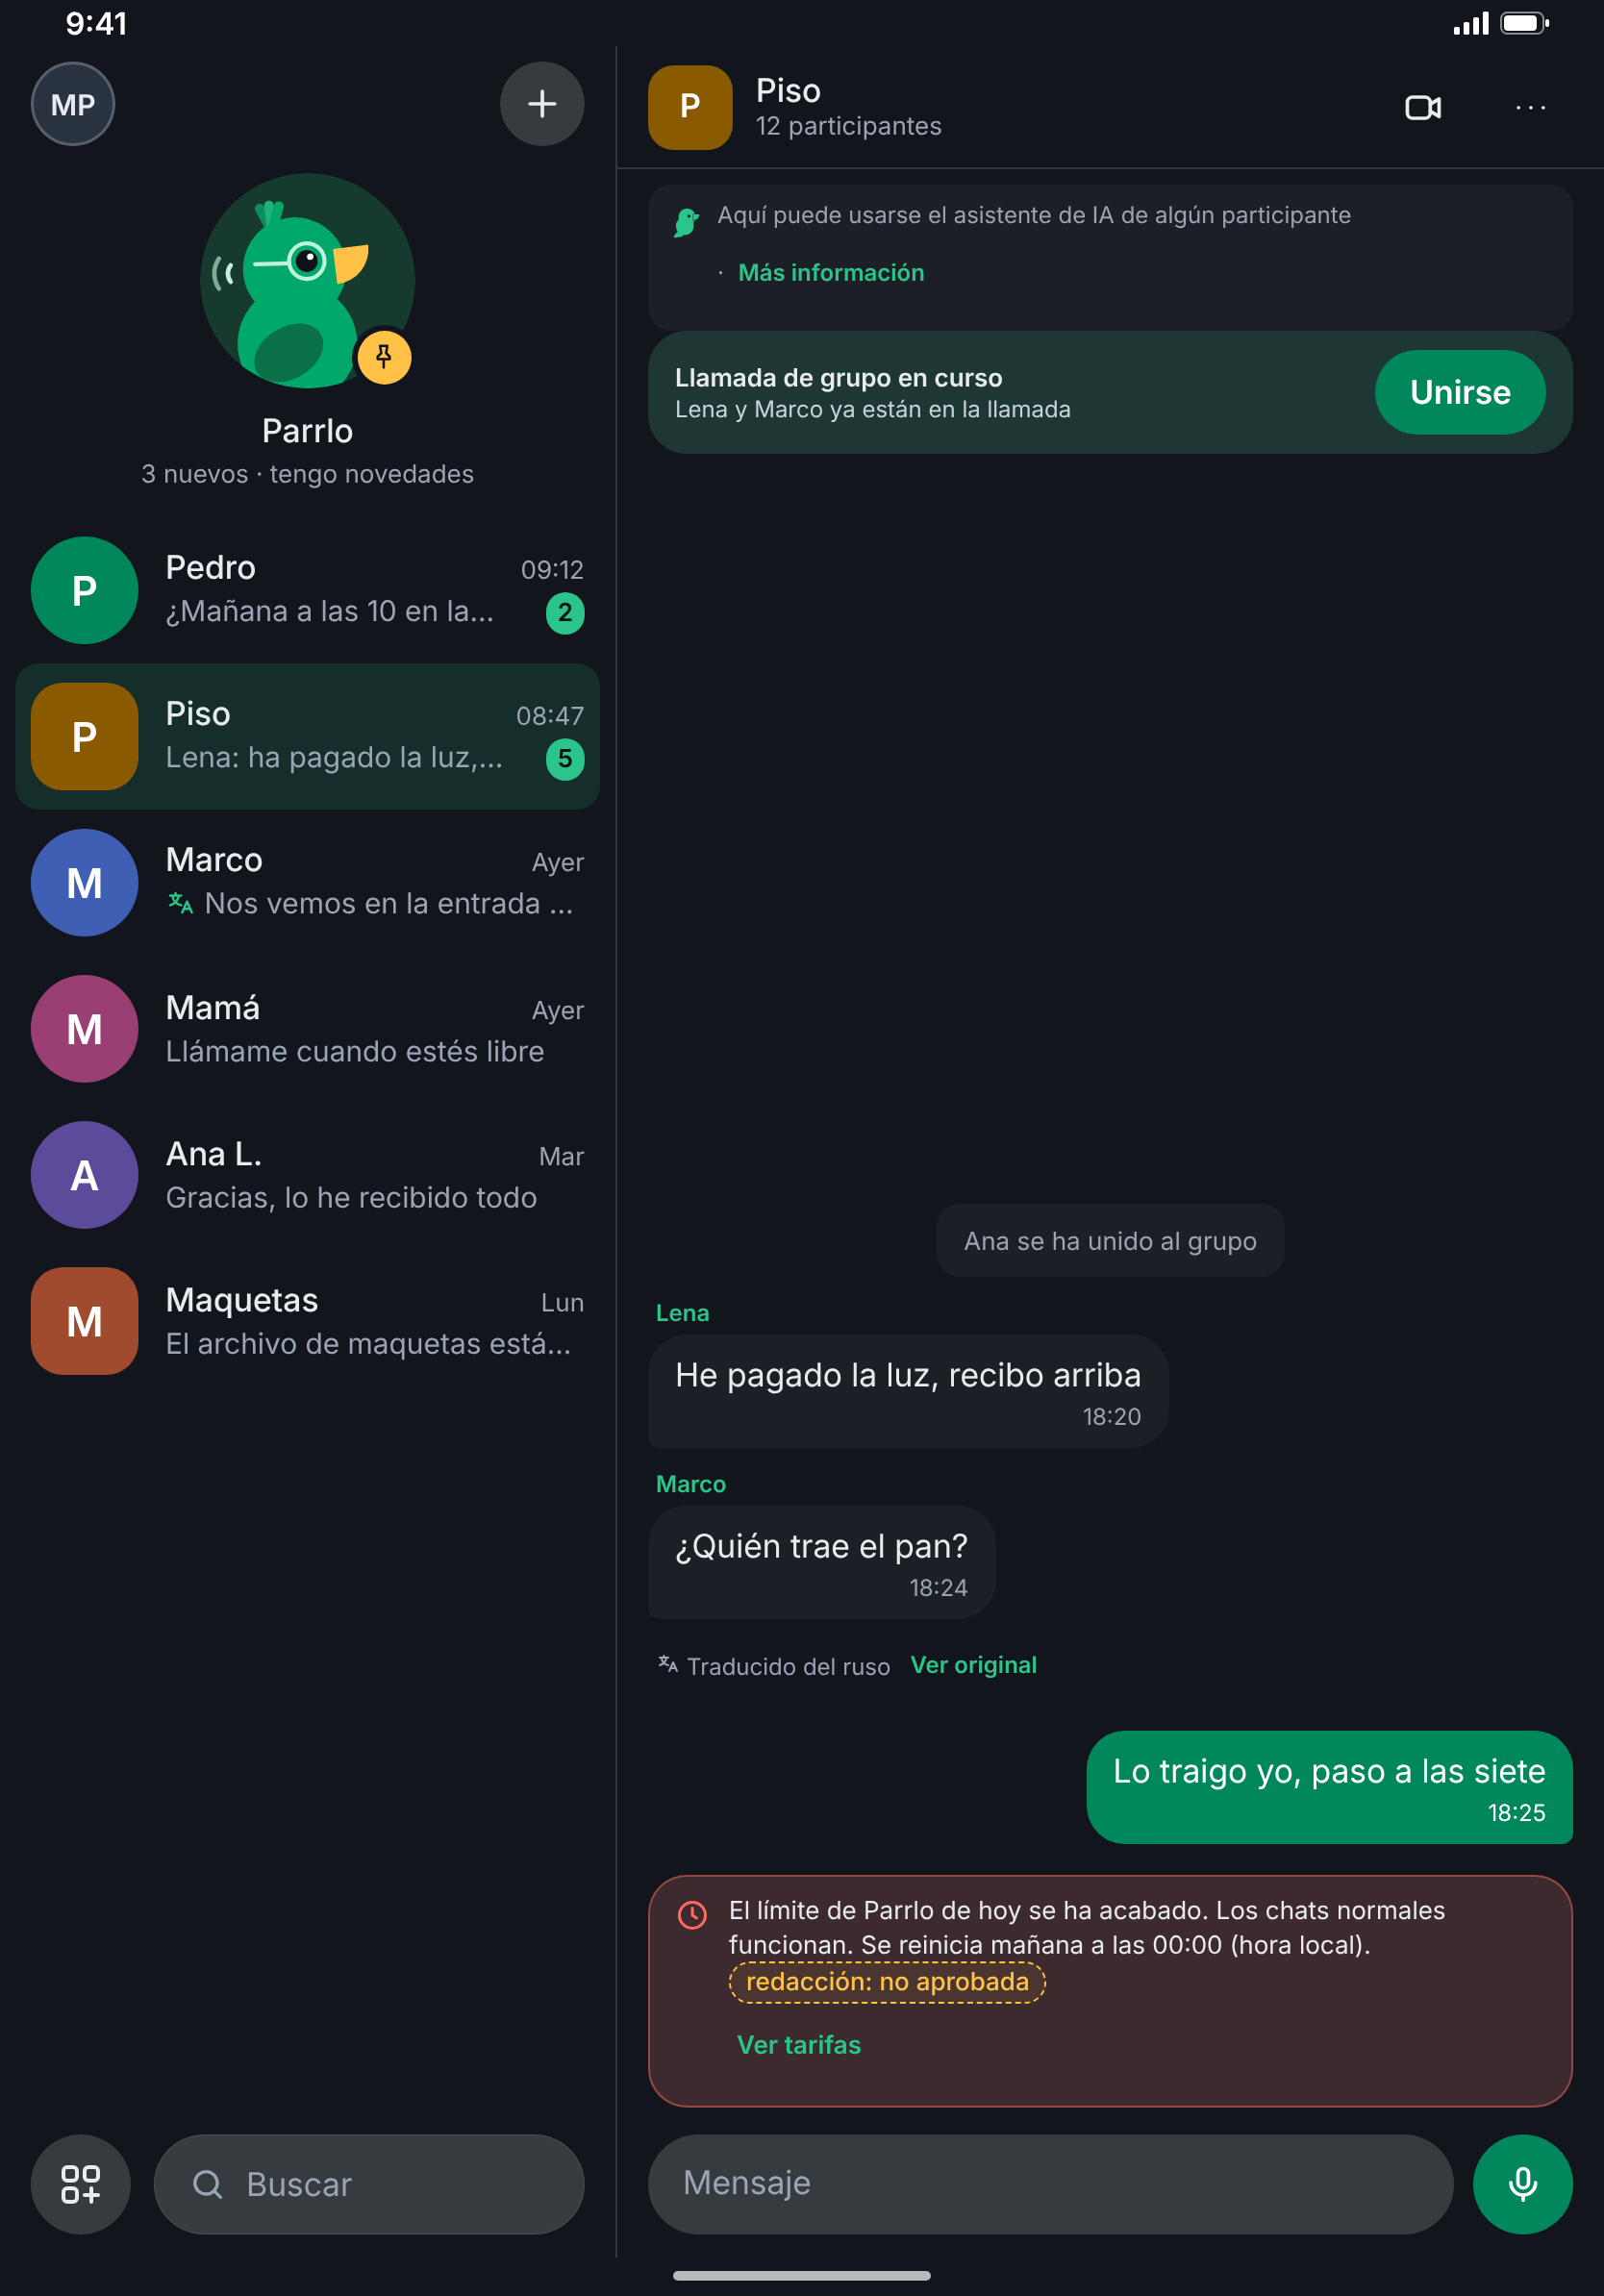 9:41
MP
Parrlo
3 nuevos · tengo novedades
P
Pedro
09:12
¿Mañana a las 10 en la...
2
P
Piso
08:47
Lena: ha pagado la luz,...
5
M
Marco
Ayer
Nos vemos en la entrada ...
M
Mamá
Ayer
Llámame cuando estés libre
A
Ana L.
Mar
Gracias, lo he recibido todo
M
Maquetas
Lun
El archivo de maquetas está...
Buscar
P
Piso
12 participantes
Aquí puede usarse el asistente de IA de algún participante
· Más información
Llamada de grupo en curso
Lena y Marco ya están en la llamada
Unirse
Ana se ha unido al grupo
Lena
He pagado la luz, recibo arriba
18:20
Marco
¿Quién trae el pan?
18:24
Traducido del ruso Ver original
Lo traigo yo, paso a las siete
18:25
El límite de Parrlo de hoy se ha acabado. Los chats normales
funcionan. Se reinicia mañana a las 00:00 (hora local).
redacción: no aprobada
Ver tarifas
Mensaje